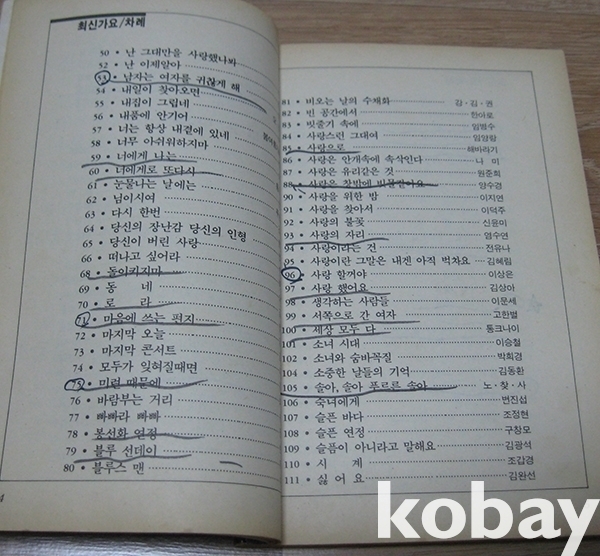 최신가요/차례
50 • 난 그대만을 사랑했나봐
52 • 난 이제알아
53 • 남자는 여자를 귀찮게 해
54 • 내일이 찾아오면
55 • 내집이 그립네
56 • 내품에 안기어
57 • 너는 항상 내곁에 있네
58 • 너무 아쉬워하지마
59 • 너에게 나는
60 • 너에게로 또다시
61 • 눈물나는 날에는
62 • 넘이시여
63 • 다시 한번
64 • 당신의 장난감 당신의 인형
65 • 당신이 버린 사랑
66 • 떠나고 싶어라
68 • 돌이키지마
69 • 동 네
70 • 로 라
71 • 마음에 쓰는 편지
72 • 마지막 오늘
73 • 마지막 콘서트
74 • 모두가 잊혀질때면
75 • 미련 때문에
76 • 바람부는 거리
77 • 빠빠라 빠빠
78 • 봉선화 연정
79 • 블루 선데이
80 • 블루스 맨
81 • 비오는 날의 수채화 강·김·권
82 • 빈 공간에서 한아로
83 • 빗줄기 속에 임병수
84 • 사랑스런 그대여 임양랑
85 • 사랑으로 해바라기
86 • 사랑은 안개속에 속삭인다 나 미
87 • 사랑은 유리같은 것 원준희
88 • 사랑은 창밖에 빗물같아요 양수경
90 • 사랑을 위한 밤 이지연
91 • 사랑을 찾아서 이덕주
92 • 사랑의 불꽃 신윤미
93 • 사랑의 자리 염수연
94 • 사랑이라는 건 전유나
95 • 사랑이란 그말은 내겐 아직 벅차요 김혜림
96 • 사랑 할거야 이상은
97 • 사랑 했어요 김상아
98 • 생각하는 사람들 이문세
99 • 서쪽으로 간 여자 고한벌
100 • 세상 모두 다 통크나이
101 • 소녀 시대 이승철
102 • 소녀와 숨바꼭질 박희경
104 • 소중한 날들의 기억 김동환
105 • 솔아, 솔아 푸르른 솔아 노·찾·사
106 • 숙녀에게 변진섭
107 • 슬픈 바다 조정현
108 • 슬픈 연정 구창모
109 • 슬픔이 아니라고 말해요 김광석
110 • 시 계 조갑경
111 • 싫 어 요 김완선
kobay